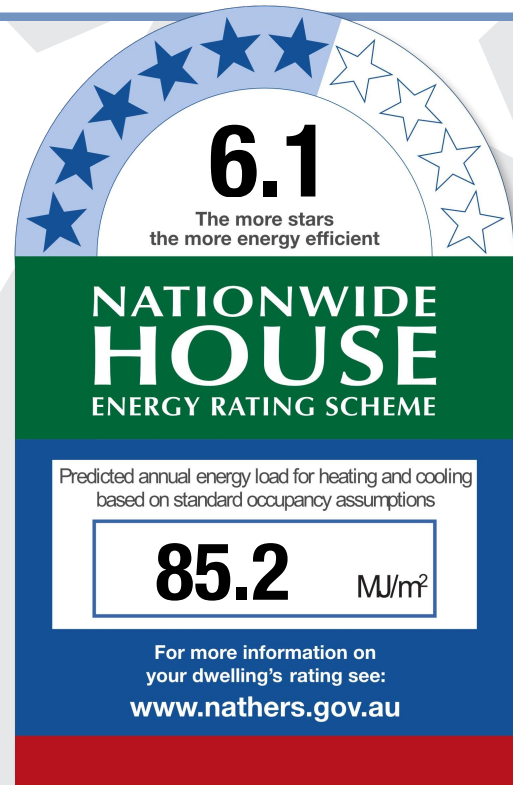 6.1
The more stars
the more energy efficient
NATIONWIDE
HOUSE
ENERGY RATING SCHEME
Predicted annual energy load for heating and cooling
based on standard occupancy assumptions
85.2 MJ/m²
For more information on
your dwelling's rating see:
www.nathers.gov.au